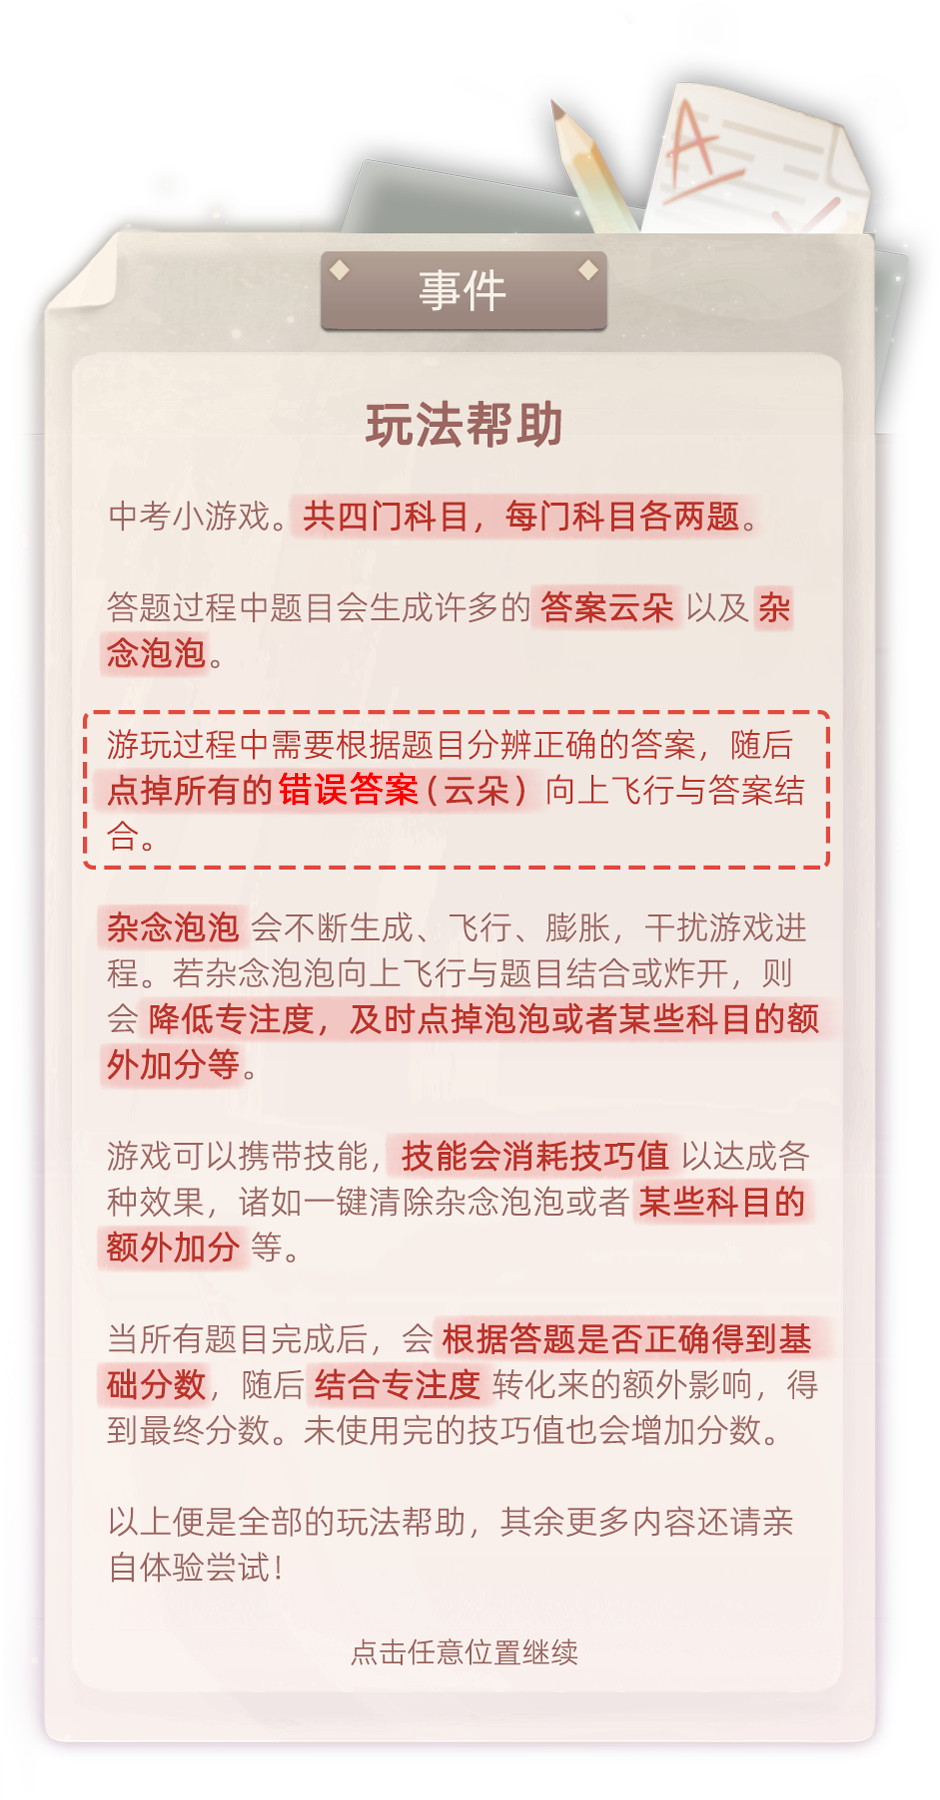 事件
玩法帮助
中考小游戏。共四门科目，每门科目各两题。
答题过程中题目会生成许多的答案云朵以及杂
念泡泡。
游玩过程中需要根据题目分辨正确的答案，随后
点掉所有的错误答案（云朵）向上飞行与答案结
合。
杂念泡泡会不断生成、飞行、膨胀，干扰游戏进
程。若杂念泡泡向上飞行与题目结合或炸开，则
会降低专注度，及时点掉泡泡或者某些科目的额
外加分等。
游戏可以携带技能，技能会消耗技巧值以达成各
种效果，诸如一键清除杂念泡泡或者某些科目的
额外加分等。
当所有题目完成后，会根据答题是否正确得到基
础分数，随后结合专注度转化来的额外影响，得
到最终分数。未使用完的技巧值也会增加分数。
以上便是全部的玩法帮助，其余更多内容还请亲
自体验尝试！
点击任意位置继续
A